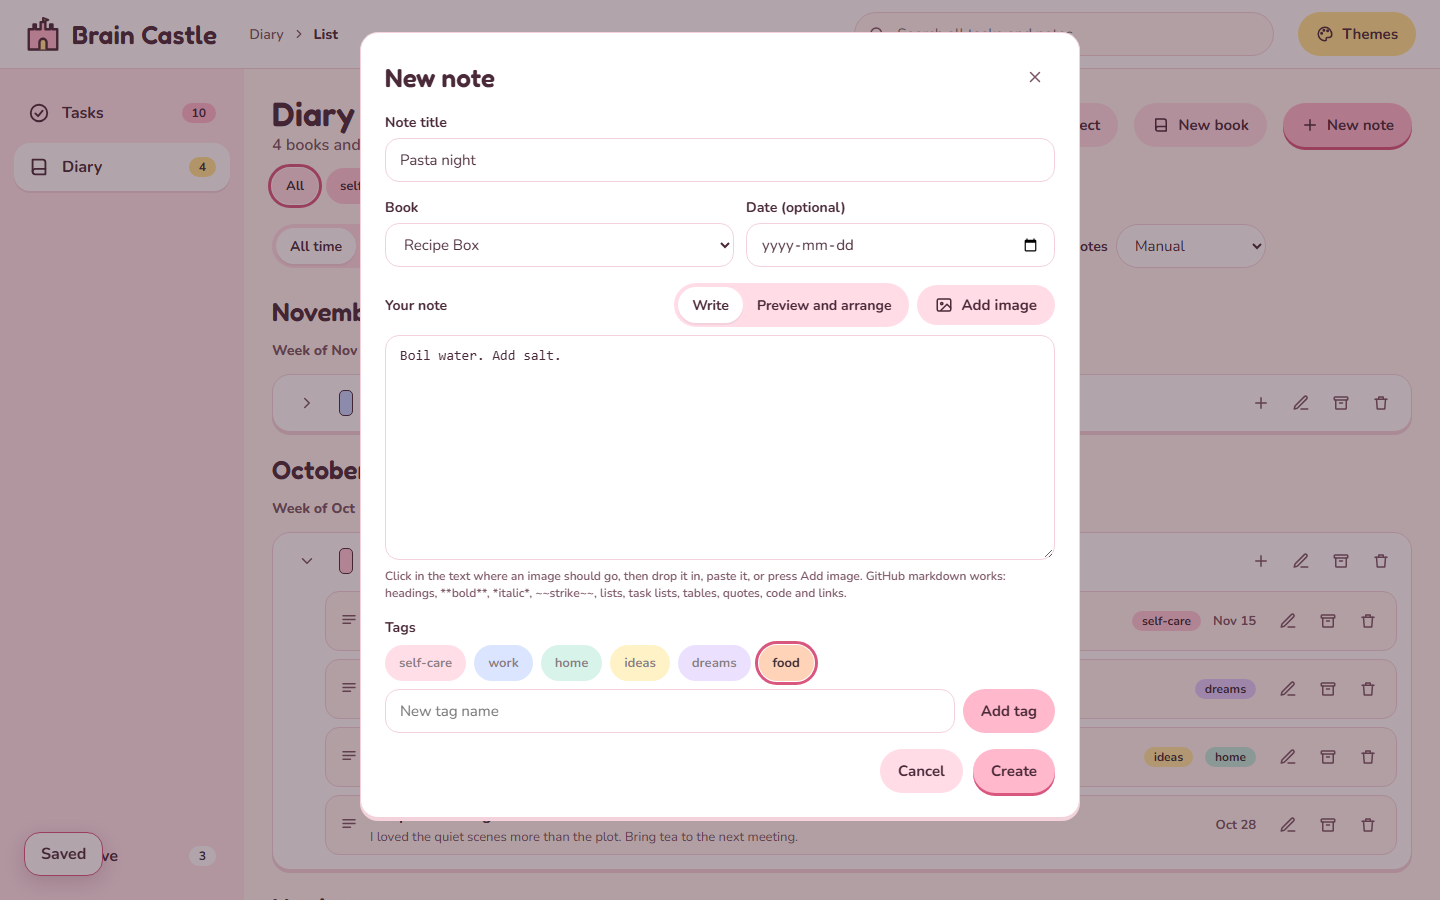 Brain Castle
Diary > List
Themes
Tasks 10
Diary 4
Diary
4 books and
All
New book
New note
All time
Manual
Novemb
Week of Nov
October
Week of Oct
self-care Nov 15
dreams
ideas home
I loved the quiet scenes more than the plot. Bring tea to the next meeting.
Oct 28
Saved
3
New note
Note title
Pasta night
Book
Date (optional)
Recipe Box
yyyy-mm-dd
Your note
Write
Preview and arrange
Add image
Boil water. Add salt.
Click in the text where an image should go, then drop it in, paste it, or press Add image. GitHub markdown works:
headings, **bold**, *italic*, ~~strike~~, lists, task lists, tables, quotes, code and links.
Tags
self-care
work
home
ideas
dreams
food
New tag name
Add tag
Cancel
Create